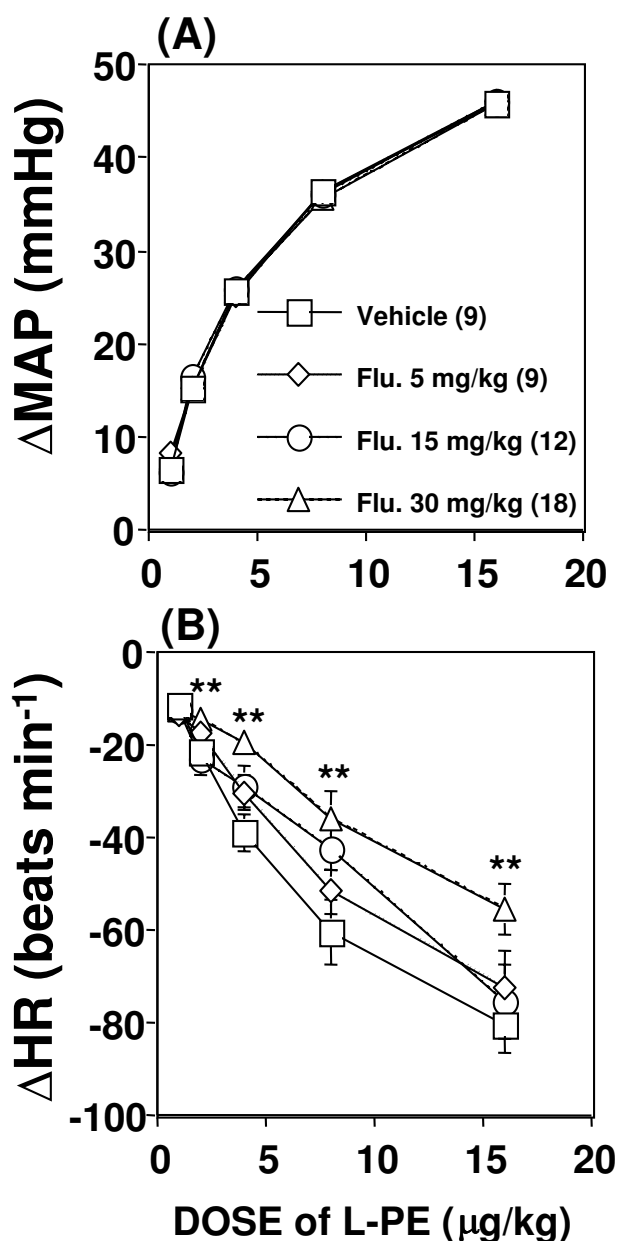 (A)
50
40
30
20
10
0
ΔMAP (mmHg)
Vehicle (9)
Flu. 5 mg/kg (9)
Flu. 15 mg/kg (12)
Flu. 30 mg/kg (18)
0 5 10 15 20
(B)
0
-20
-40
-60
-80
-100
ΔHR (beats min-1)
**
**
**
**
0 5 10 15 20
DOSE of L-PE (μg/kg)